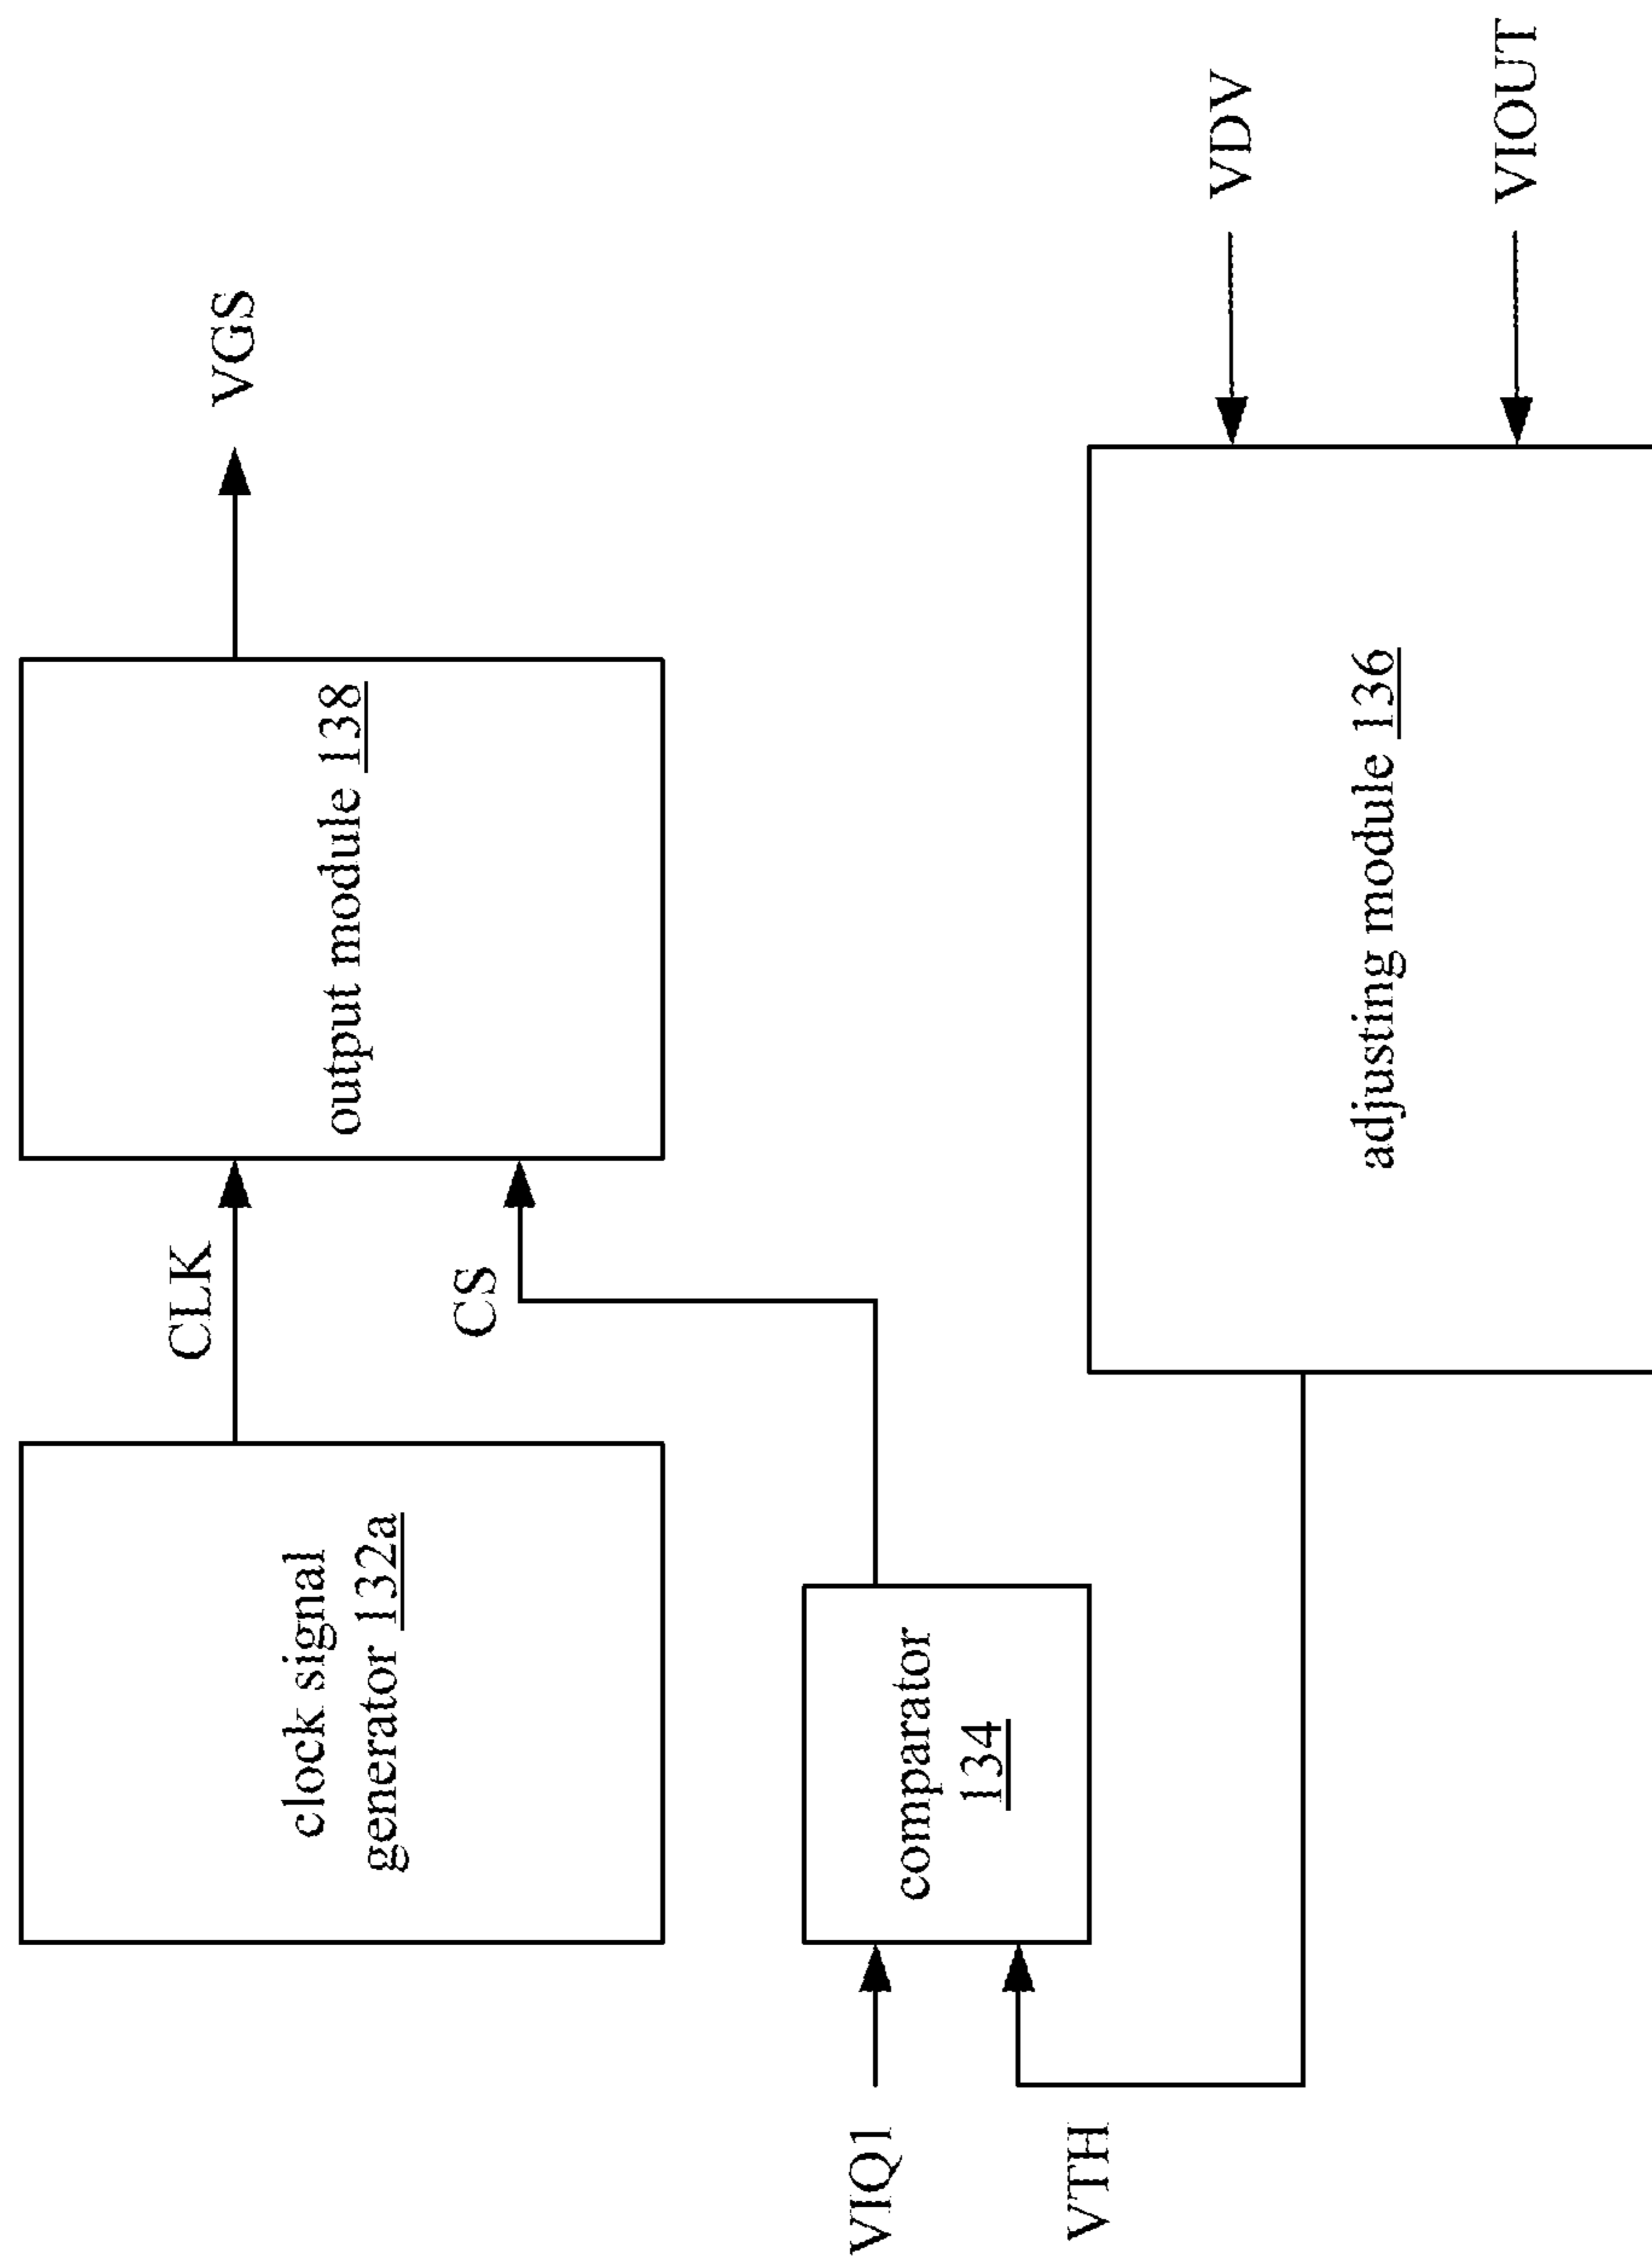 CLK
VGS
clock signal
generator 132a
output module 138
CS
VIQ1
comparator
134
VTH
VDV
adjusting module 136
VIOUT